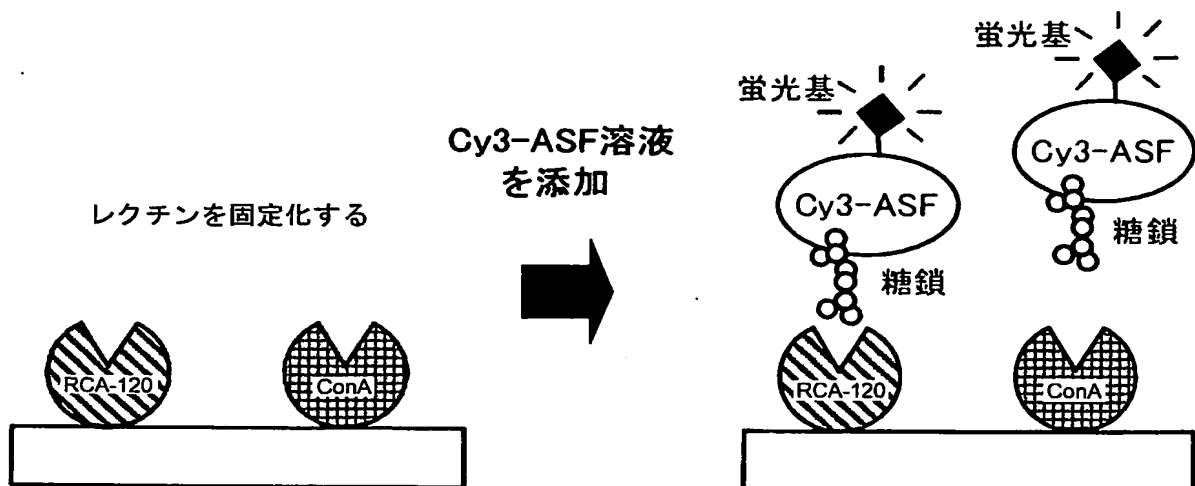 レクチンを固定化する
RCA-120
ConA
Cy3-ASF溶液
を添加
蛍光基
Cy3-ASF
糖鎖
RCA-120
蛍光基
Cy3-ASF
糖鎖
ConA